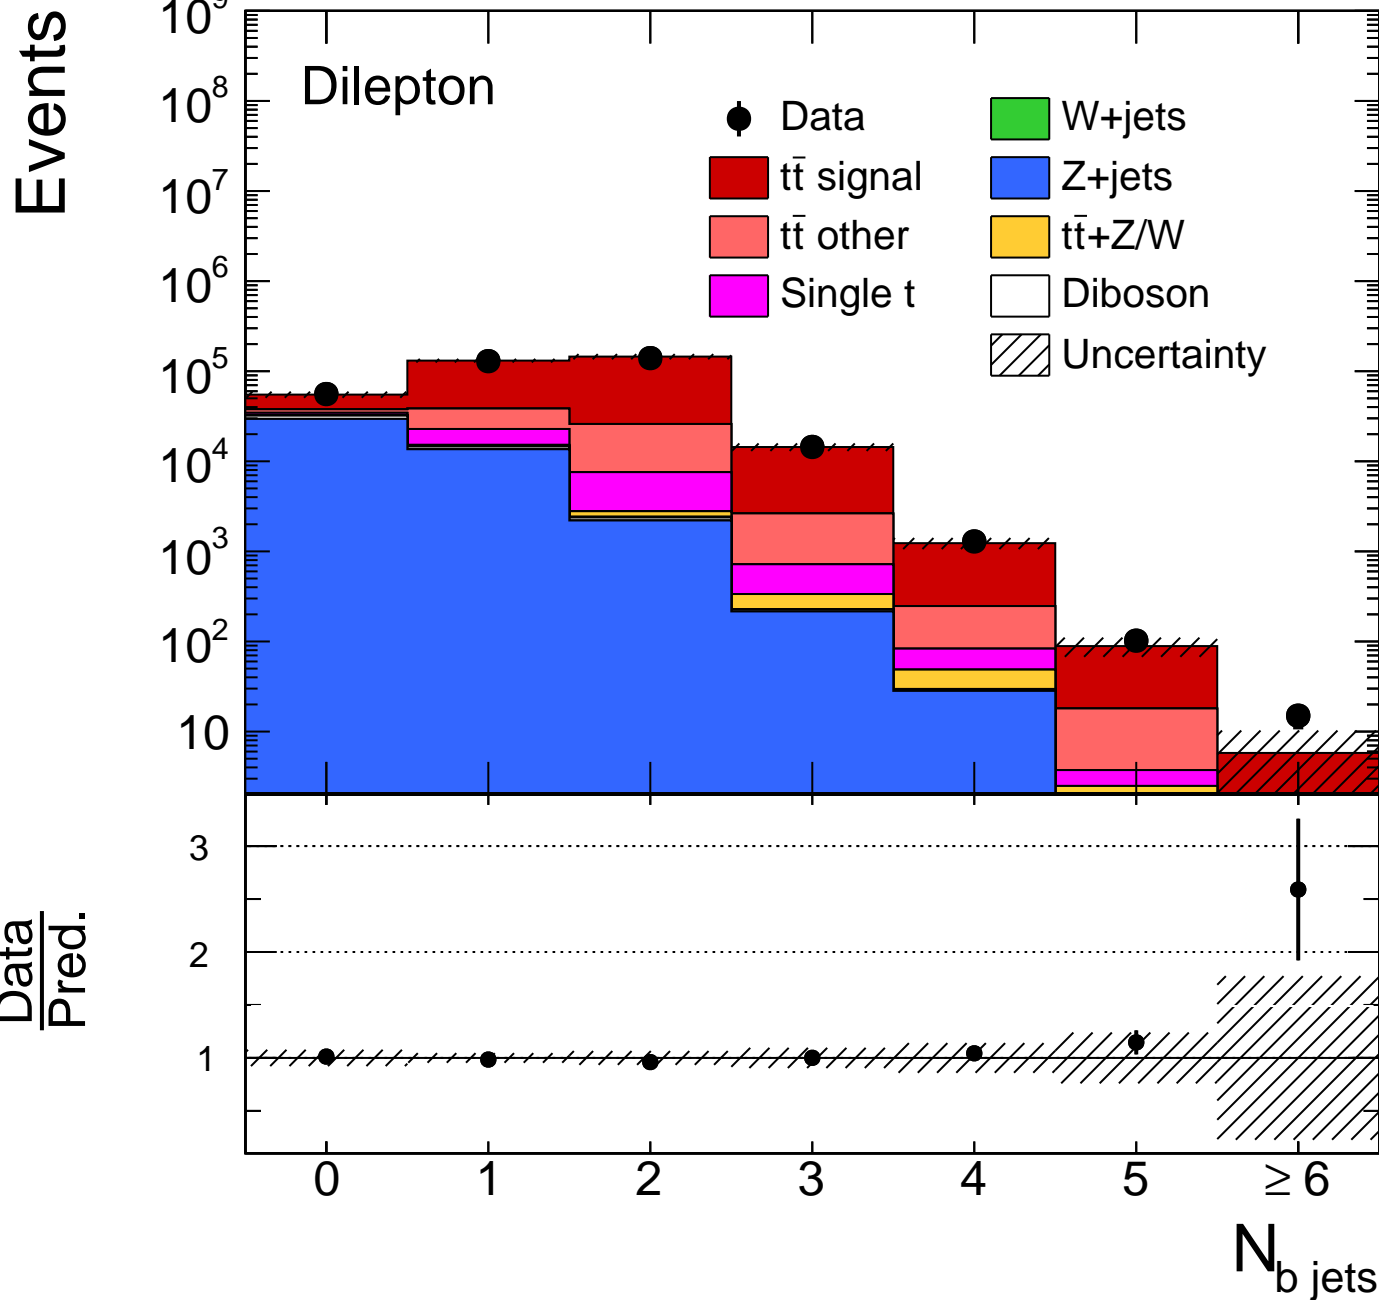 Events
10⁹
10⁸
10⁷
10⁶
10⁵
10⁴
10³
10²
10
Dilepton
Data
tt̄ signal
tt̄ other
Single t
W+jets
Z+jets
tt̄+Z/W
Diboson
Uncertainty
Data
Pred.
3
2
1
0 1 2 3 4 5 ≥ 6
N_b jets